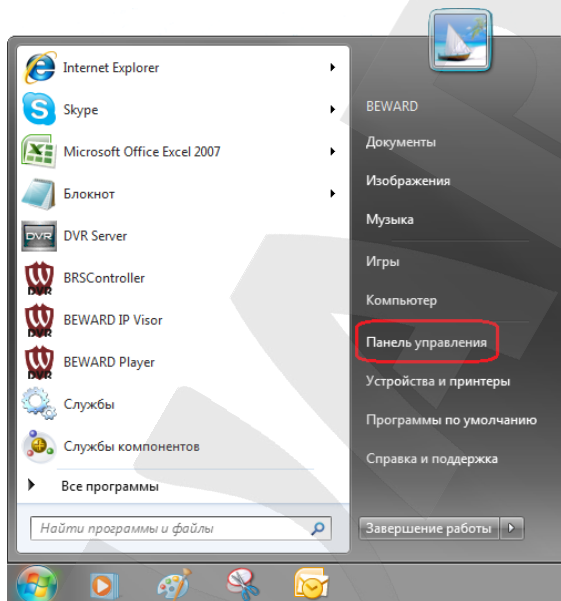 Internet Explorer
Skype
Microsoft Office Excel 2007
Блокнот
DVR Server
BRSController
BEWARD IP Visor
BEWARD Player
Службы
Службы компонентов
Все программы
Найти программы и файлы
BEWARD
Документы
Изображения
Музыка
Игры
Компьютер
Панель управления
Устройства и принтеры
Программы по умолчанию
Справка и поддержка
Завершение работы